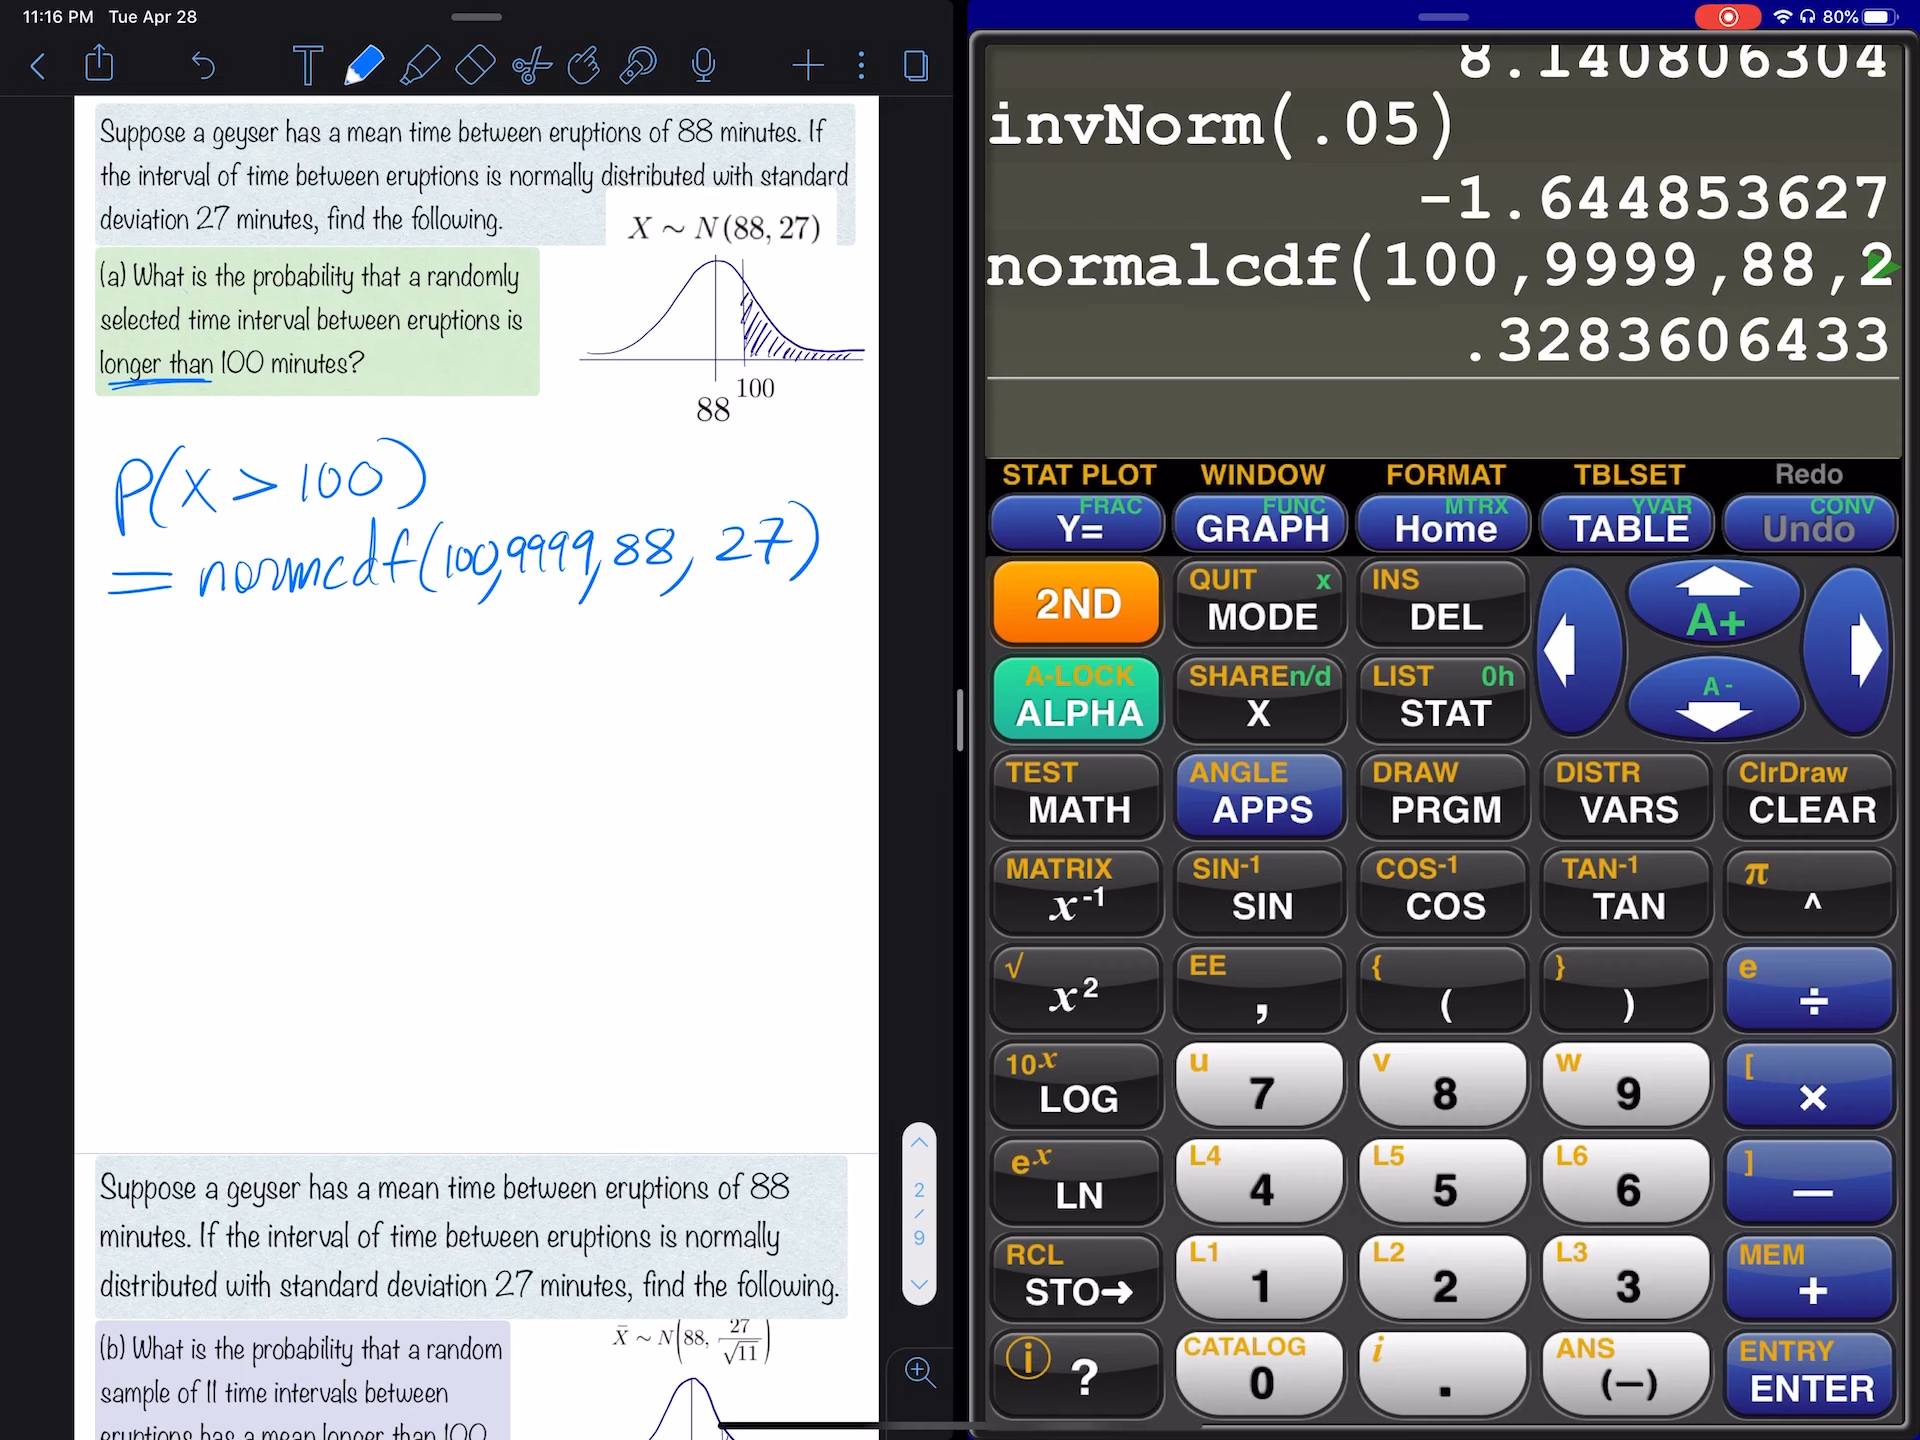 11:16 PM Tue Apr 28
80%
T
Suppose a geyser has a mean time between eruptions of 88 minutes. If
the interval of time between eruptions is normally distributed with standard
deviation 27 minutes, find the following.
X ~ N(88, 27)
(a) What is the probability that a randomly
selected time interval between eruptions is
longer than 100 minutes?
100
88
P(X > 100)
= normcdf(100,9999,88, 27)
2
/
9
Suppose a geyser has a mean time between eruptions of 88
minutes. If the interval of time between eruptions is normally
distributed with standard deviation 27 minutes, find the following.
X̄ ~ N(88, 27/√11)
(b) What is the probability that a random
sample of 11 time intervals between
eruptions has a mean longer than 100
8.140806304
invNorm(.05)
-1.644853627
normalcdf(100,9999,88,2
.3283606433
STAT PLOT WINDOW FORMAT TBLSET Redo
FRAC FUNC MTRX YVAR CONV
Y= GRAPH Home TABLE Undo
QUIT x INS
2ND MODE DEL
A+
A-LOCK SHARE n/d LIST 0h
ALPHA X STAT
A-
TEST ANGLE DRAW DISTR ClrDraw
MATH APPS PRGM VARS CLEAR
MATRIX SIN-1 COS-1 TAN-1 π
x-1 SIN COS TAN ^
√ EE { } e
x2 , ( ) ÷
10x u v w [
LOG 7 8 9 ×
ex L4 L5 L6 ]
LN 4 5 6 —
RCL L1 L2 L3 MEM
STO➔ 1 2 3 +
i CATALOG i ANS ENTRY
? 0 . (—) ENTER